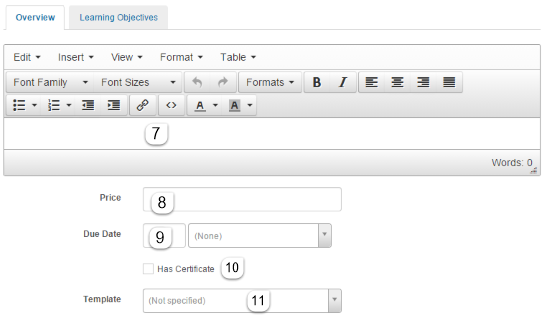 Overview Learning Objectives
Edit Insert View Format Table
Font Family Font Sizes Formats B I
A A
7
Words: 0
Price 8
Due Date 9 (None)
Has Certificate 10
Template (Not specified) 11